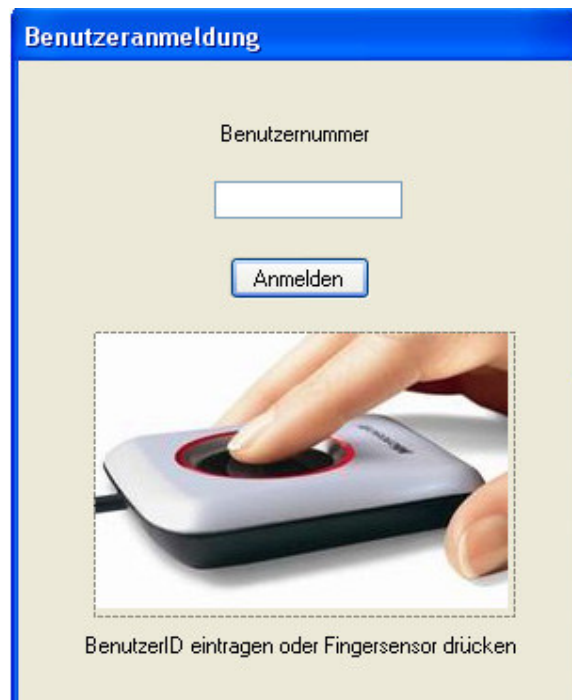 Benutzeranmeldung
Benutzernummer
Anmelden
BenutzerID eintragen oder Fingersensor drücken